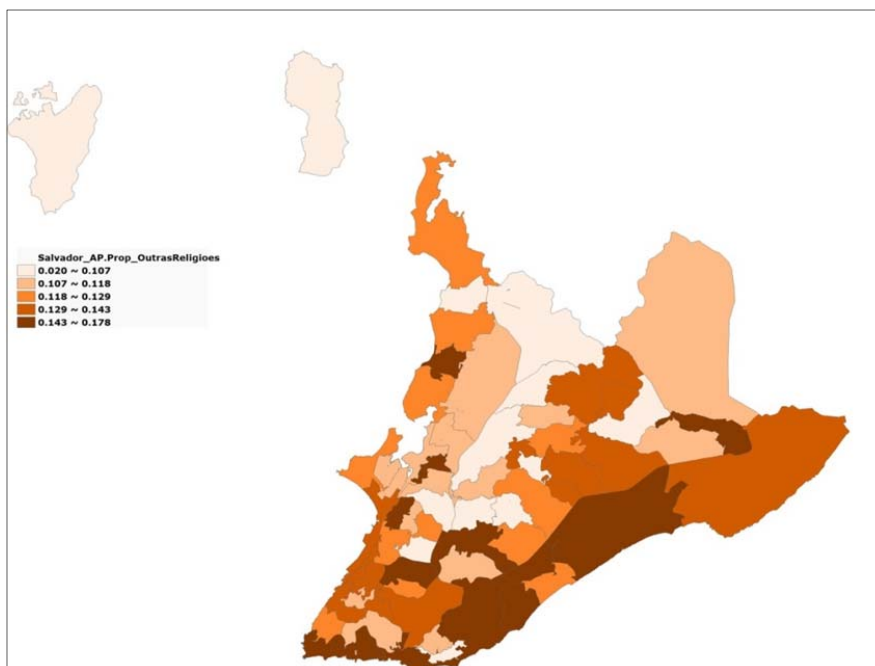 Salvador_AP.Prop_OutrasReligioes
0.020 ~ 0.107
0.107 ~ 0.118
0.118 ~ 0.129
0.129 ~ 0.143
0.143 ~ 0.178